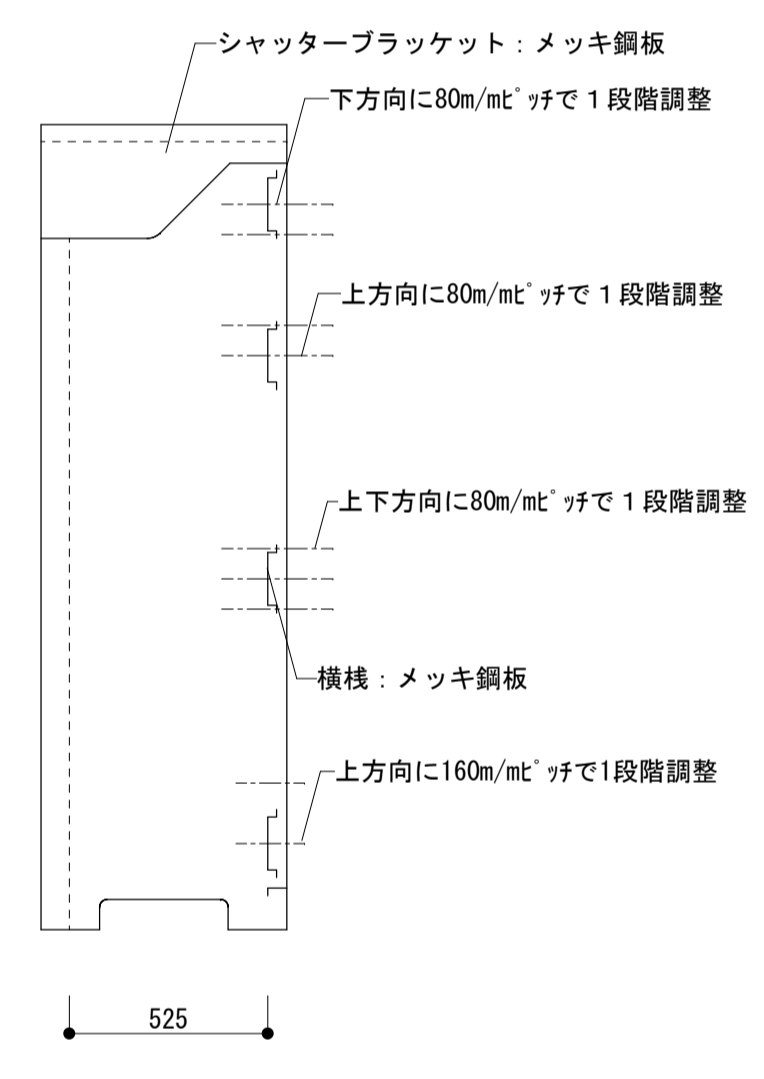 シャッターブラッケット：メッキ鋼板
下方向に80m/mﾋﾟｯﾁで１段階調整
上方向に80m/mﾋﾟｯﾁで１段階調整
上下方向に80m/mﾋﾟｯﾁで１段階調整
横桟：メッキ鋼板
上方向に160m/mﾋﾟｯﾁで1段階調整
525